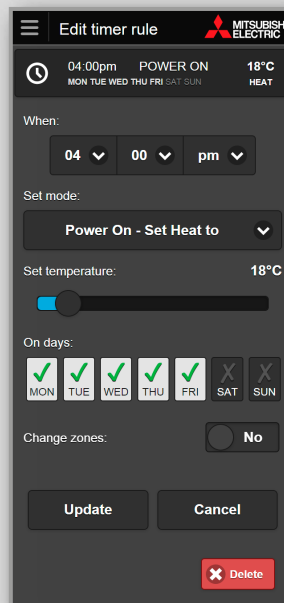 Edit timer rule
MITSUBISH
ELECTRIC
04:00pm POWER ON 18°C
MON TUE WED THU FRI SAT SUN HEAT
When:
04 00 pm
Set mode:
Power On - Set Heat to
Set temperature: 18°C
On days:
MON TUE WED THU FRI SAT SUN
Change zones: No
Update Cancel
Delete